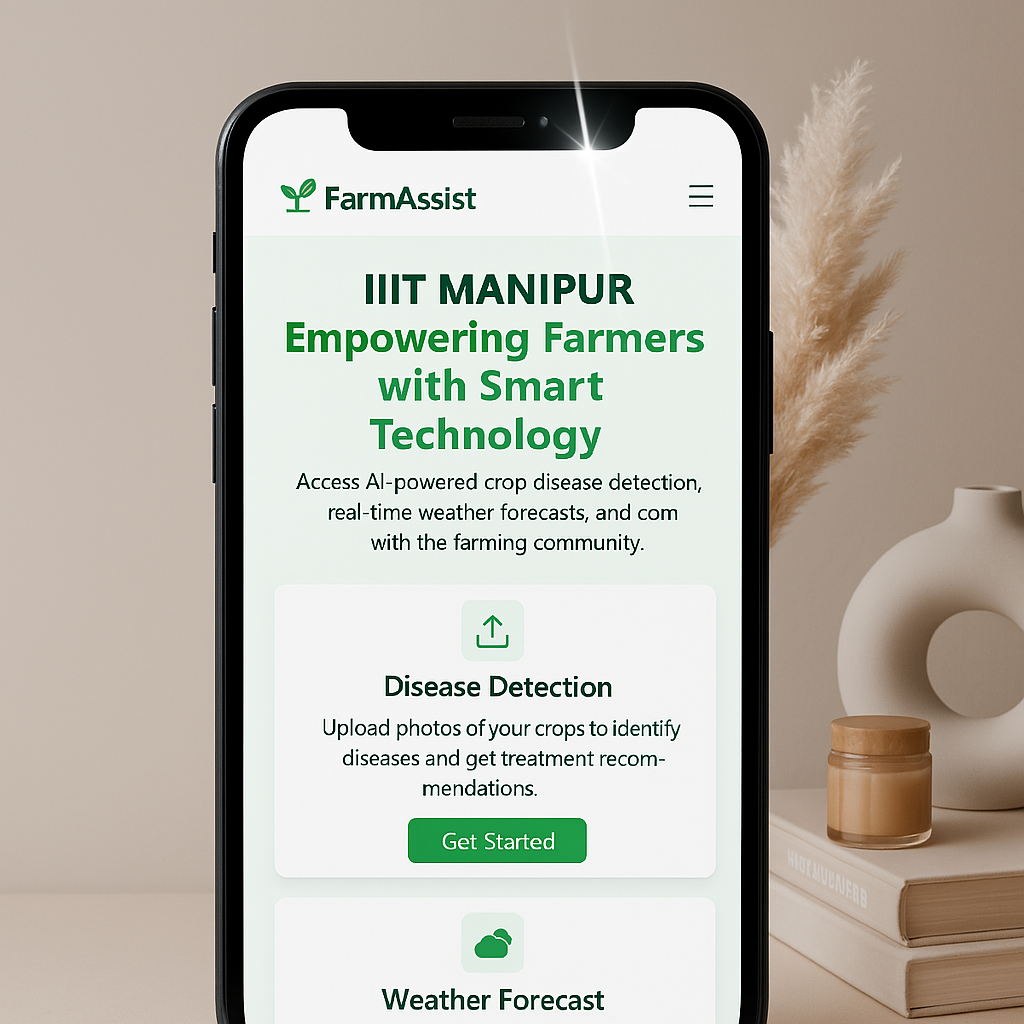 FarmAssist
IIIT MANIPUR
Empowering Farmers
with Smart
Technology
Access AI-powered crop disease detection,
real-time weather forecasts, and com
with the farming community.
Disease Detection
Upload photos of your crops to identify
diseases and get treatment recom-
mendations.
Get Started
Weather Forecast